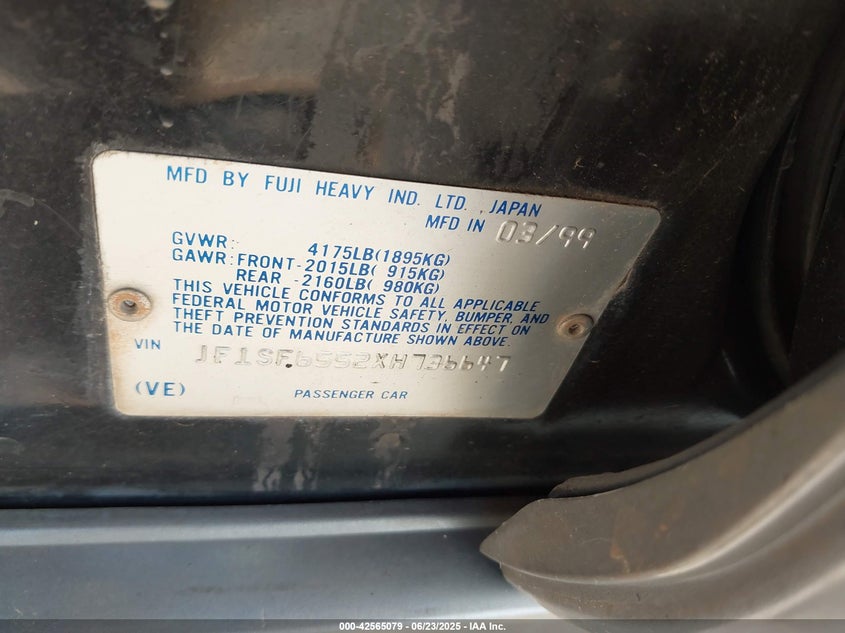 MFD BY FUJI HEAVY IND. LTD., JAPAN
MFD IN 03/99
GVWR: 4175LB(1895KG)
GAWR:FRONT-2015LB( 915KG)
REAR -2160LB( 980KG)
THIS VEHICLE CONFORMS TO ALL APPLICABLE
FEDERAL MOTOR VEHICLE SAFETY, BUMPER, AND
THEFT PREVENTION STANDARDS IN EFFECT ON
THE DATE OF MANUFACTURE SHOWN ABOVE.
VIN JF1SF6552XH736647
(VE) PASSENGER CAR
000-42565079 - 06/23/2025 - IAA Inc.